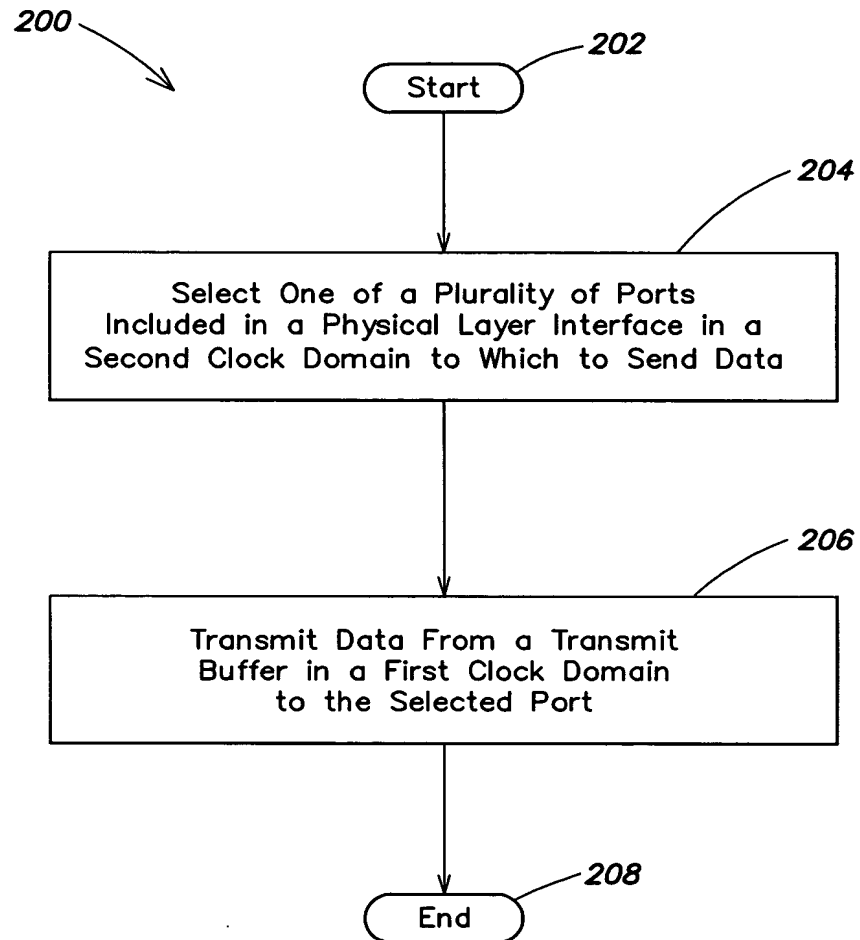 200
202
Start
204
Select One of a Plurality of Ports
Included in a Physical Layer Interface in a
Second Clock Domain to Which to Send Data
206
Transmit Data From a Transmit
Buffer in a First Clock Domain
to the Selected Port
208
End